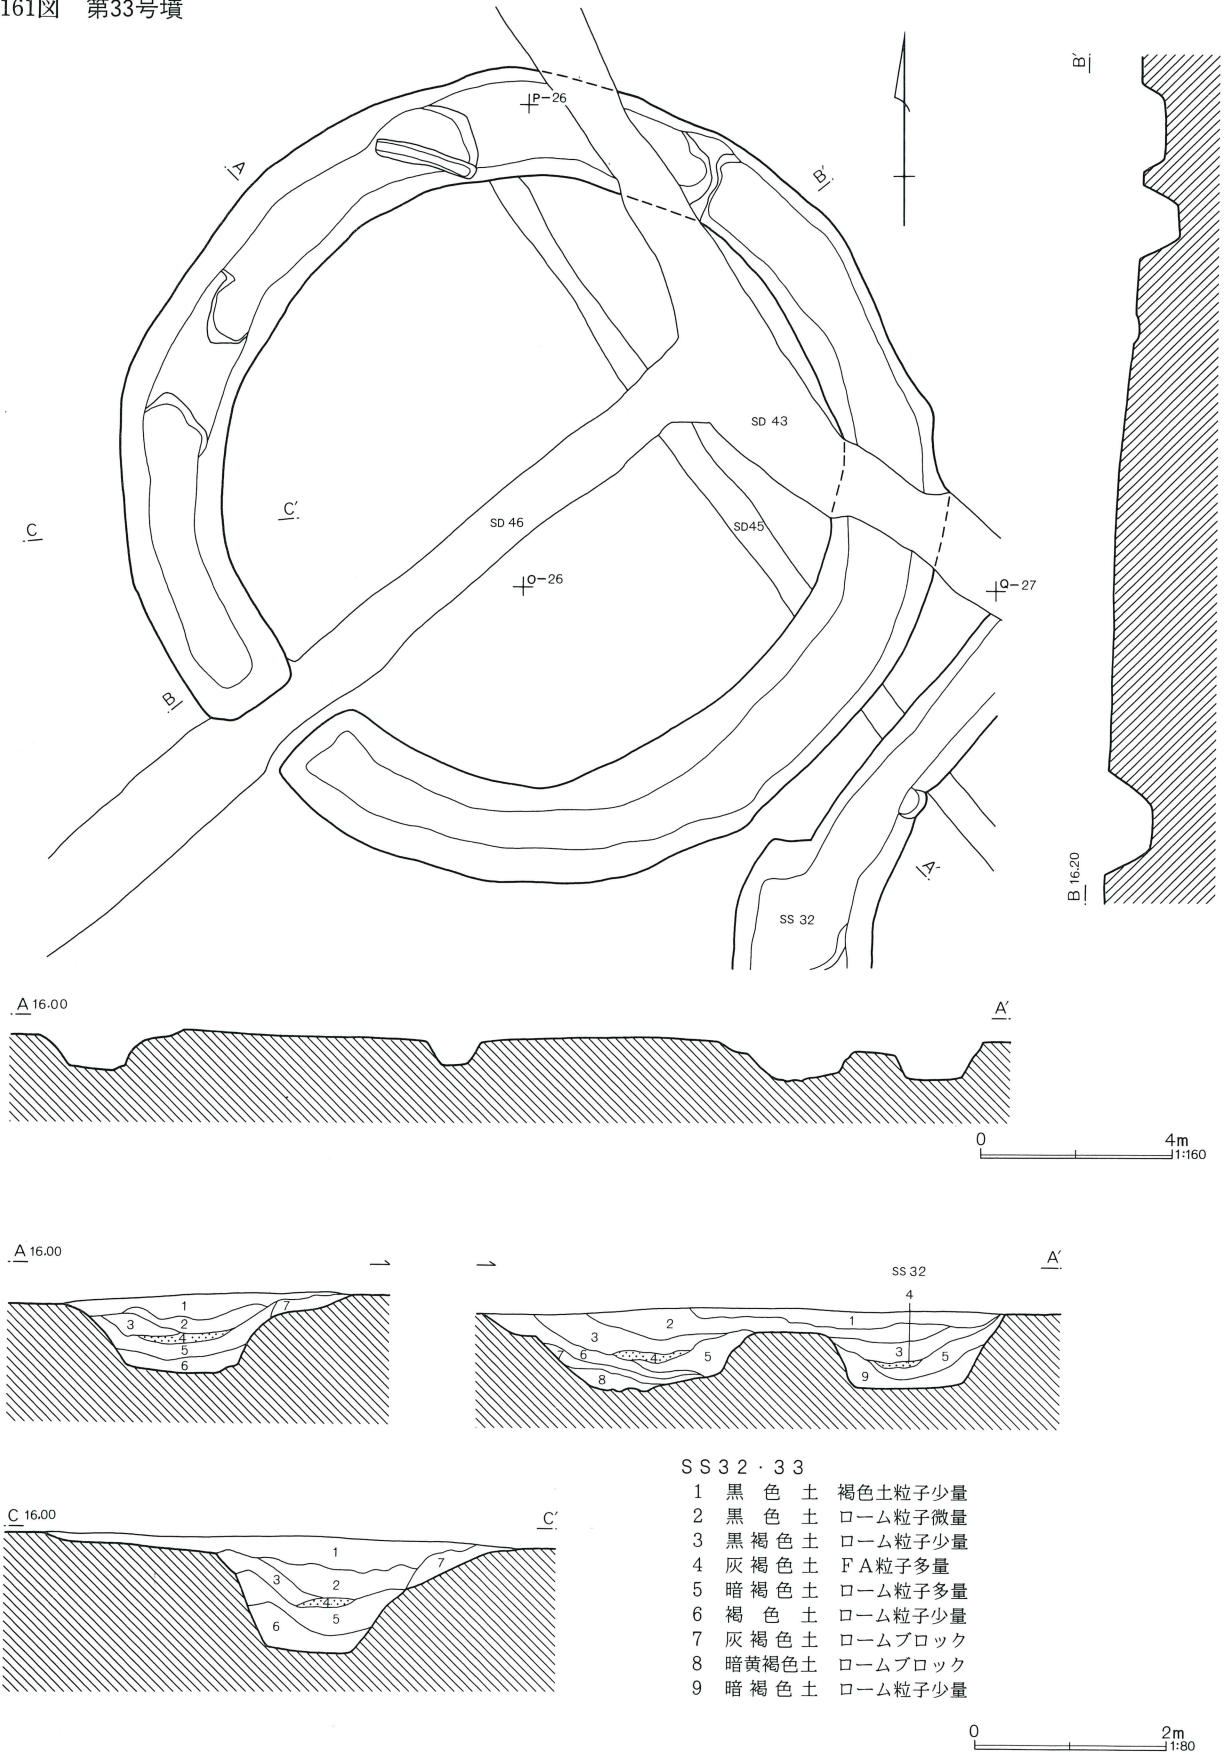 161図　第33号墳
P-26
A
B′
B′
SD 43
C′
C
SD 46
SD45
O-26
Q-27
B
A′
B 16.20
SS 32
A 16.00
A′
0 4m
1:160
A 16.00
A′
SS 32
4
1
2
3
4
5
6
7
1
2
3
3
4
5
5
6
7
8
9
C 16.00
C′
1
2
3
4
5
6
7
SS32・33
1 黒色土 褐色土粒子少量
2 黒色土 ローム粒子微量
3 黒褐色土 ローム粒子少量
4 灰褐色土 FA粒子多量
5 暗褐色土 ローム粒子多量
6 褐色土 ローム粒子少量
7 灰褐色土 ロームブロック
8 暗黄褐色土 ロームブロック
9 暗褐色土 ローム粒子少量
0 2m
1:80